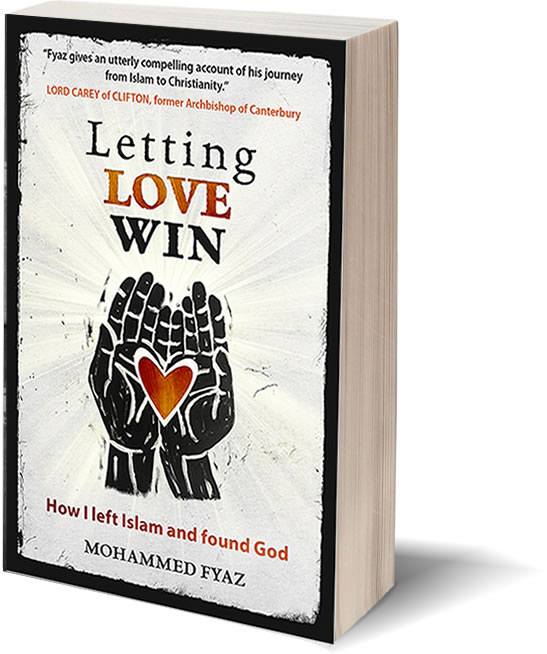 “Fyaz gives an utterly compelling account of his journey
from Islam to Christianity.”
LORD CAREY of CLIFTON, former Archbishop of Canterbury
Letting
LOVE
WIN
How I left Islam and found God
MOHAMMED FYAZ